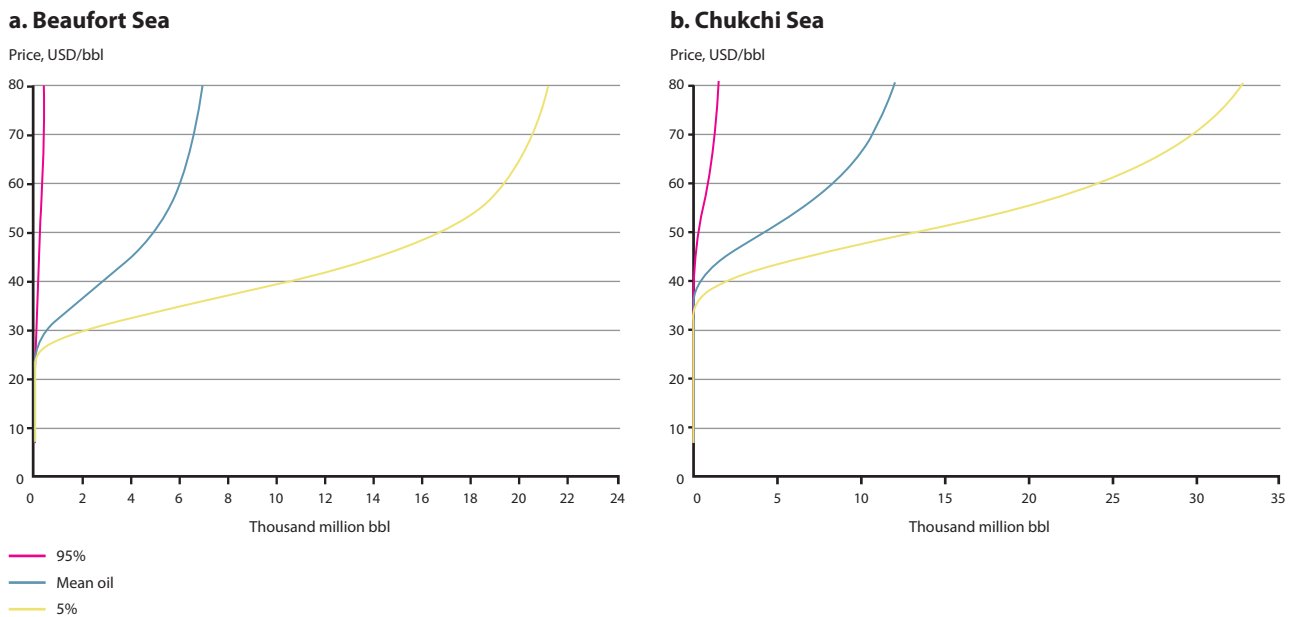 a. Beaufort Sea
Price, USD/bbl
80
70
60
50
40
30
20
10
0
0 2 4 6 8 10 12 14 16 18 20 22 24
Thousand million bbl
95%
Mean oil
5%
b. Chukchi Sea
Price, USD/bbl
80
70
60
50
40
30
20
10
0
0 5 10 15 20 25 30 35
Thousand million bbl